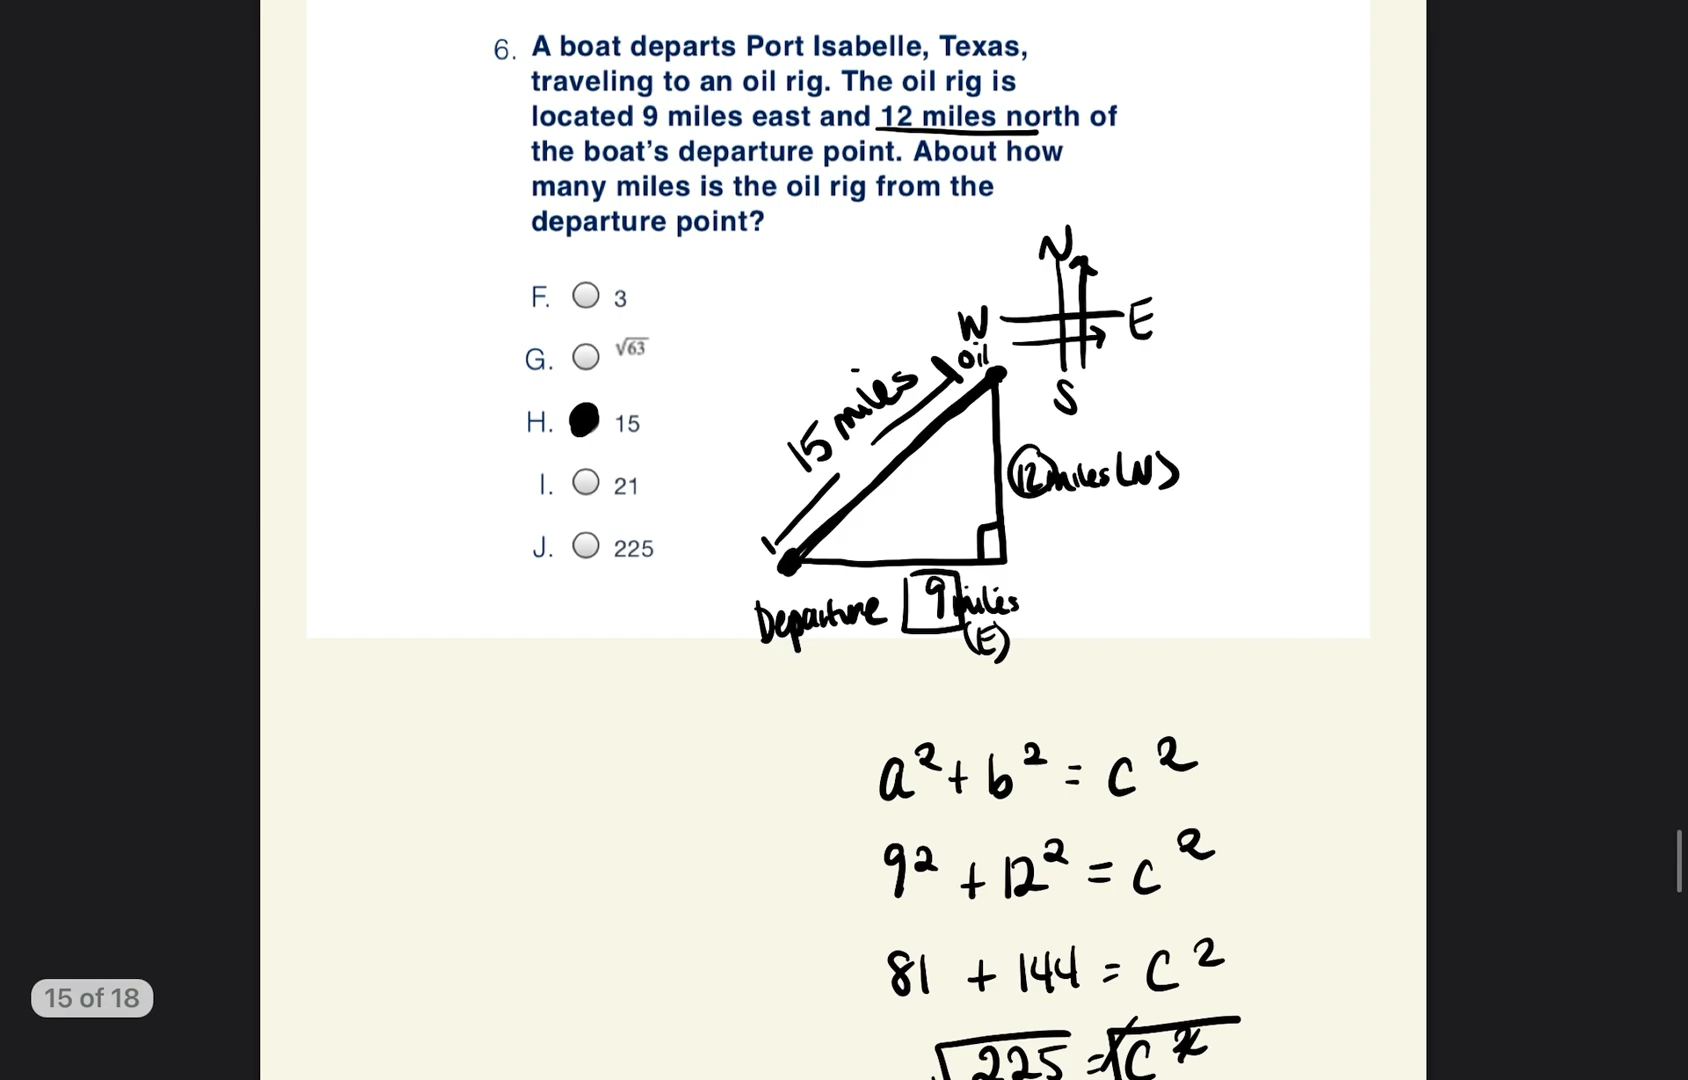 6. A boat departs Port Isabelle, Texas,
traveling to an oil rig. The oil rig is
located 9 miles east and 12 miles north of
the boat's departure point. About how
many miles is the oil rig from the
departure point?
F. 3
G. √63
H. 15
I. 21
J. 225
N
W E
S
oil
15 miles
12 miles (N)
Departure 9 miles
(E)
a² + b² = c²
9² + 12² = c²
81 + 144 = c²
√225 = √c²
15 of 18